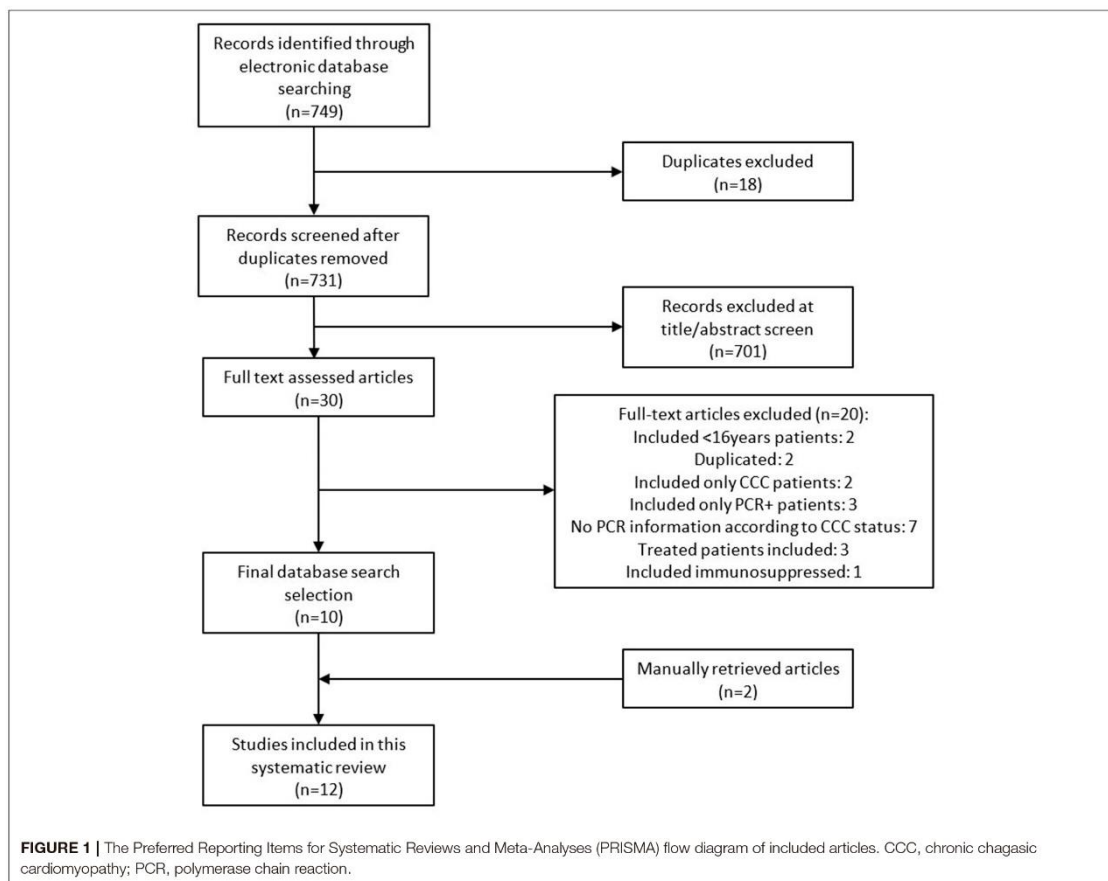 Records identified through
electronic database
searching
(n=749)
Duplicates excluded
(n=18)
Records screened after
duplicates removed
(n=731)
Records excluded at
title/abstract screen
(n=701)
Full text assessed articles
(n=30)
Full-text articles excluded (n=20):
Included <16years patients: 2
Duplicated: 2
Included only CCC patients: 2
Included only PCR+ patients: 3
No PCR information according to CCC status: 7
Treated patients included: 3
Included immunosuppressed: 1
Final database search
selection
(n=10)
Manually retrieved articles
(n=2)
Studies included in this
systematic review
(n=12)
FIGURE 1 | The Preferred Reporting Items for Systematic Reviews and Meta-Analyses (PRISMA) flow diagram of included articles. CCC, chronic chagasic
cardiomyopathy; PCR, polymerase chain reaction.